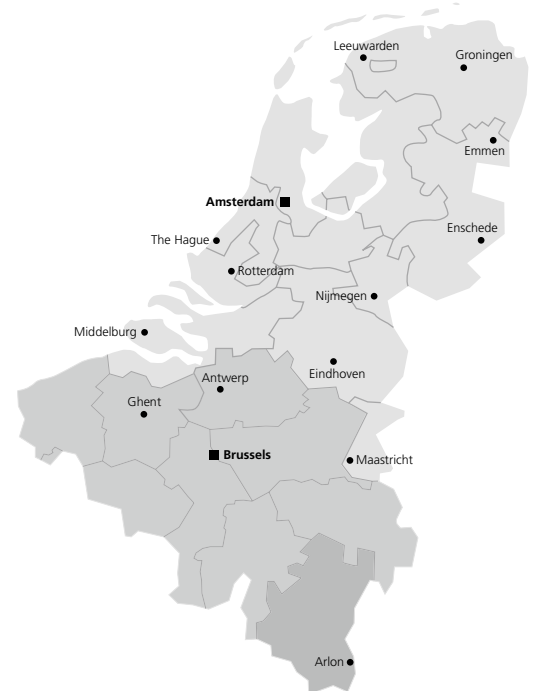 Leeuwarden
Groningen
Emmen
Amsterdam
Enschede
The Hague
Rotterdam
Nijmegen
Middelburg
Eindhoven
Antwerp
Ghent
Brussels
Maastricht
Arlon